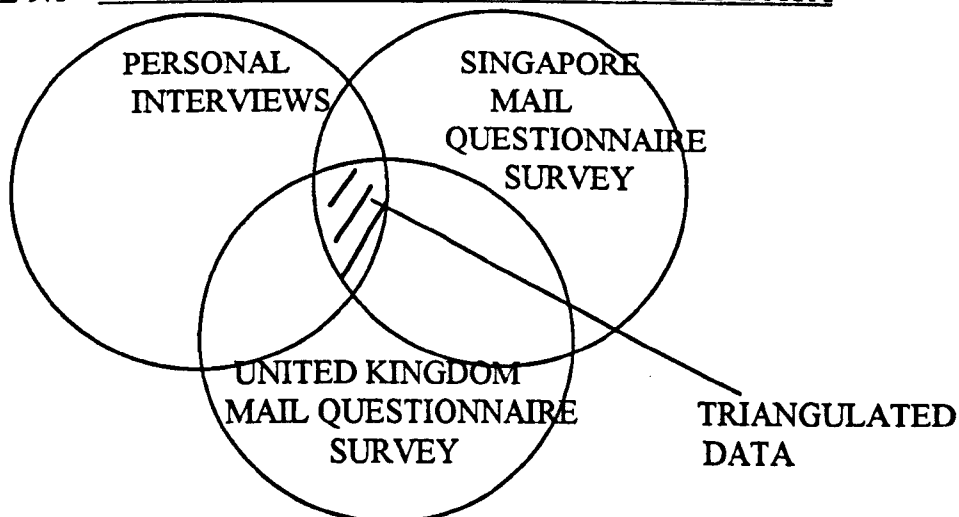 PERSONAL
INTERVIEWS
SINGAPORE
MAIL
QUESTIONNAIRE
SURVEY
UNITED KINGDOM
MAIL QUESTIONNAIRE
SURVEY
TRIANGULATED
DATA